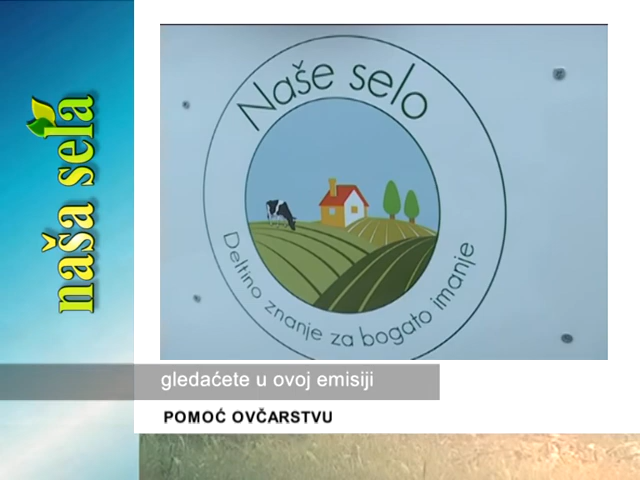 naša sela
Naše selo
Deltino znanje za bogato imanje
gledaćete u ovoj emisiji
POMOĆ OVČARSTVU